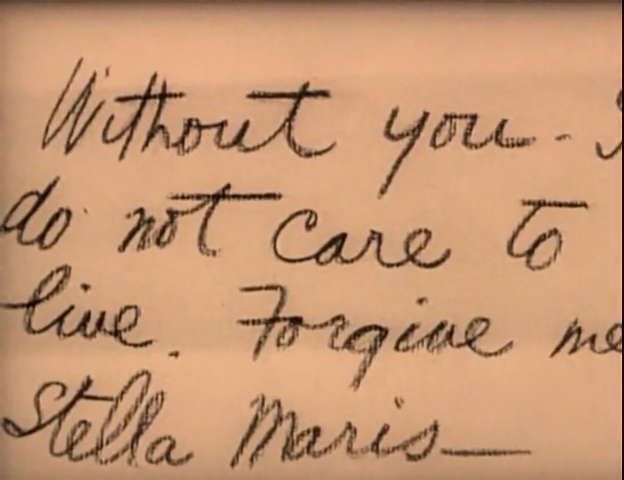 Without you - I
do not care to
live. Forgive me
Stella Maris—